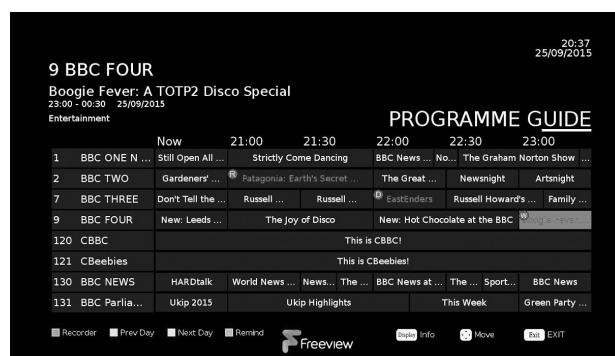 20:37
25/09/2015
9 BBC FOUR
Boogie Fever: A TOTP2 Disco Special
23:00 - 00:30 25/09/2015
Entertainment
PROGRAMME GUIDE
Now 21:00 21:30 22:00 22:30 23:00
1 BBC ONE N ... Still Open All ... Strictly Come Dancing BBC News ... No... The Graham Norton Show ...
2 BBC TWO Gardeners' ... R Patagonia: Earth's Secret ... The Great ... Newsnight Artsnight
7 BBC THREE Don't Tell the ... Russell ... Russell ... D EastEnders Russell Howard's ... Family ...
9 BBC FOUR New: Leeds ... The Joy of Disco New: Hot Chocolate at the BBC W Boogie Fever: ...
120 CBBC This is CBBC!
121 CBeebies This is CBeebies!
130 BBC NEWS HARDtalk World News ... News... The ... BBC News at ... The ... Sport... BBC News
131 BBC Parlia... Ukip 2015 Ukip Highlights This Week Green Party ...
Recorder Prev Day Next Day Remind Freeview Display Info Move Exit EXIT